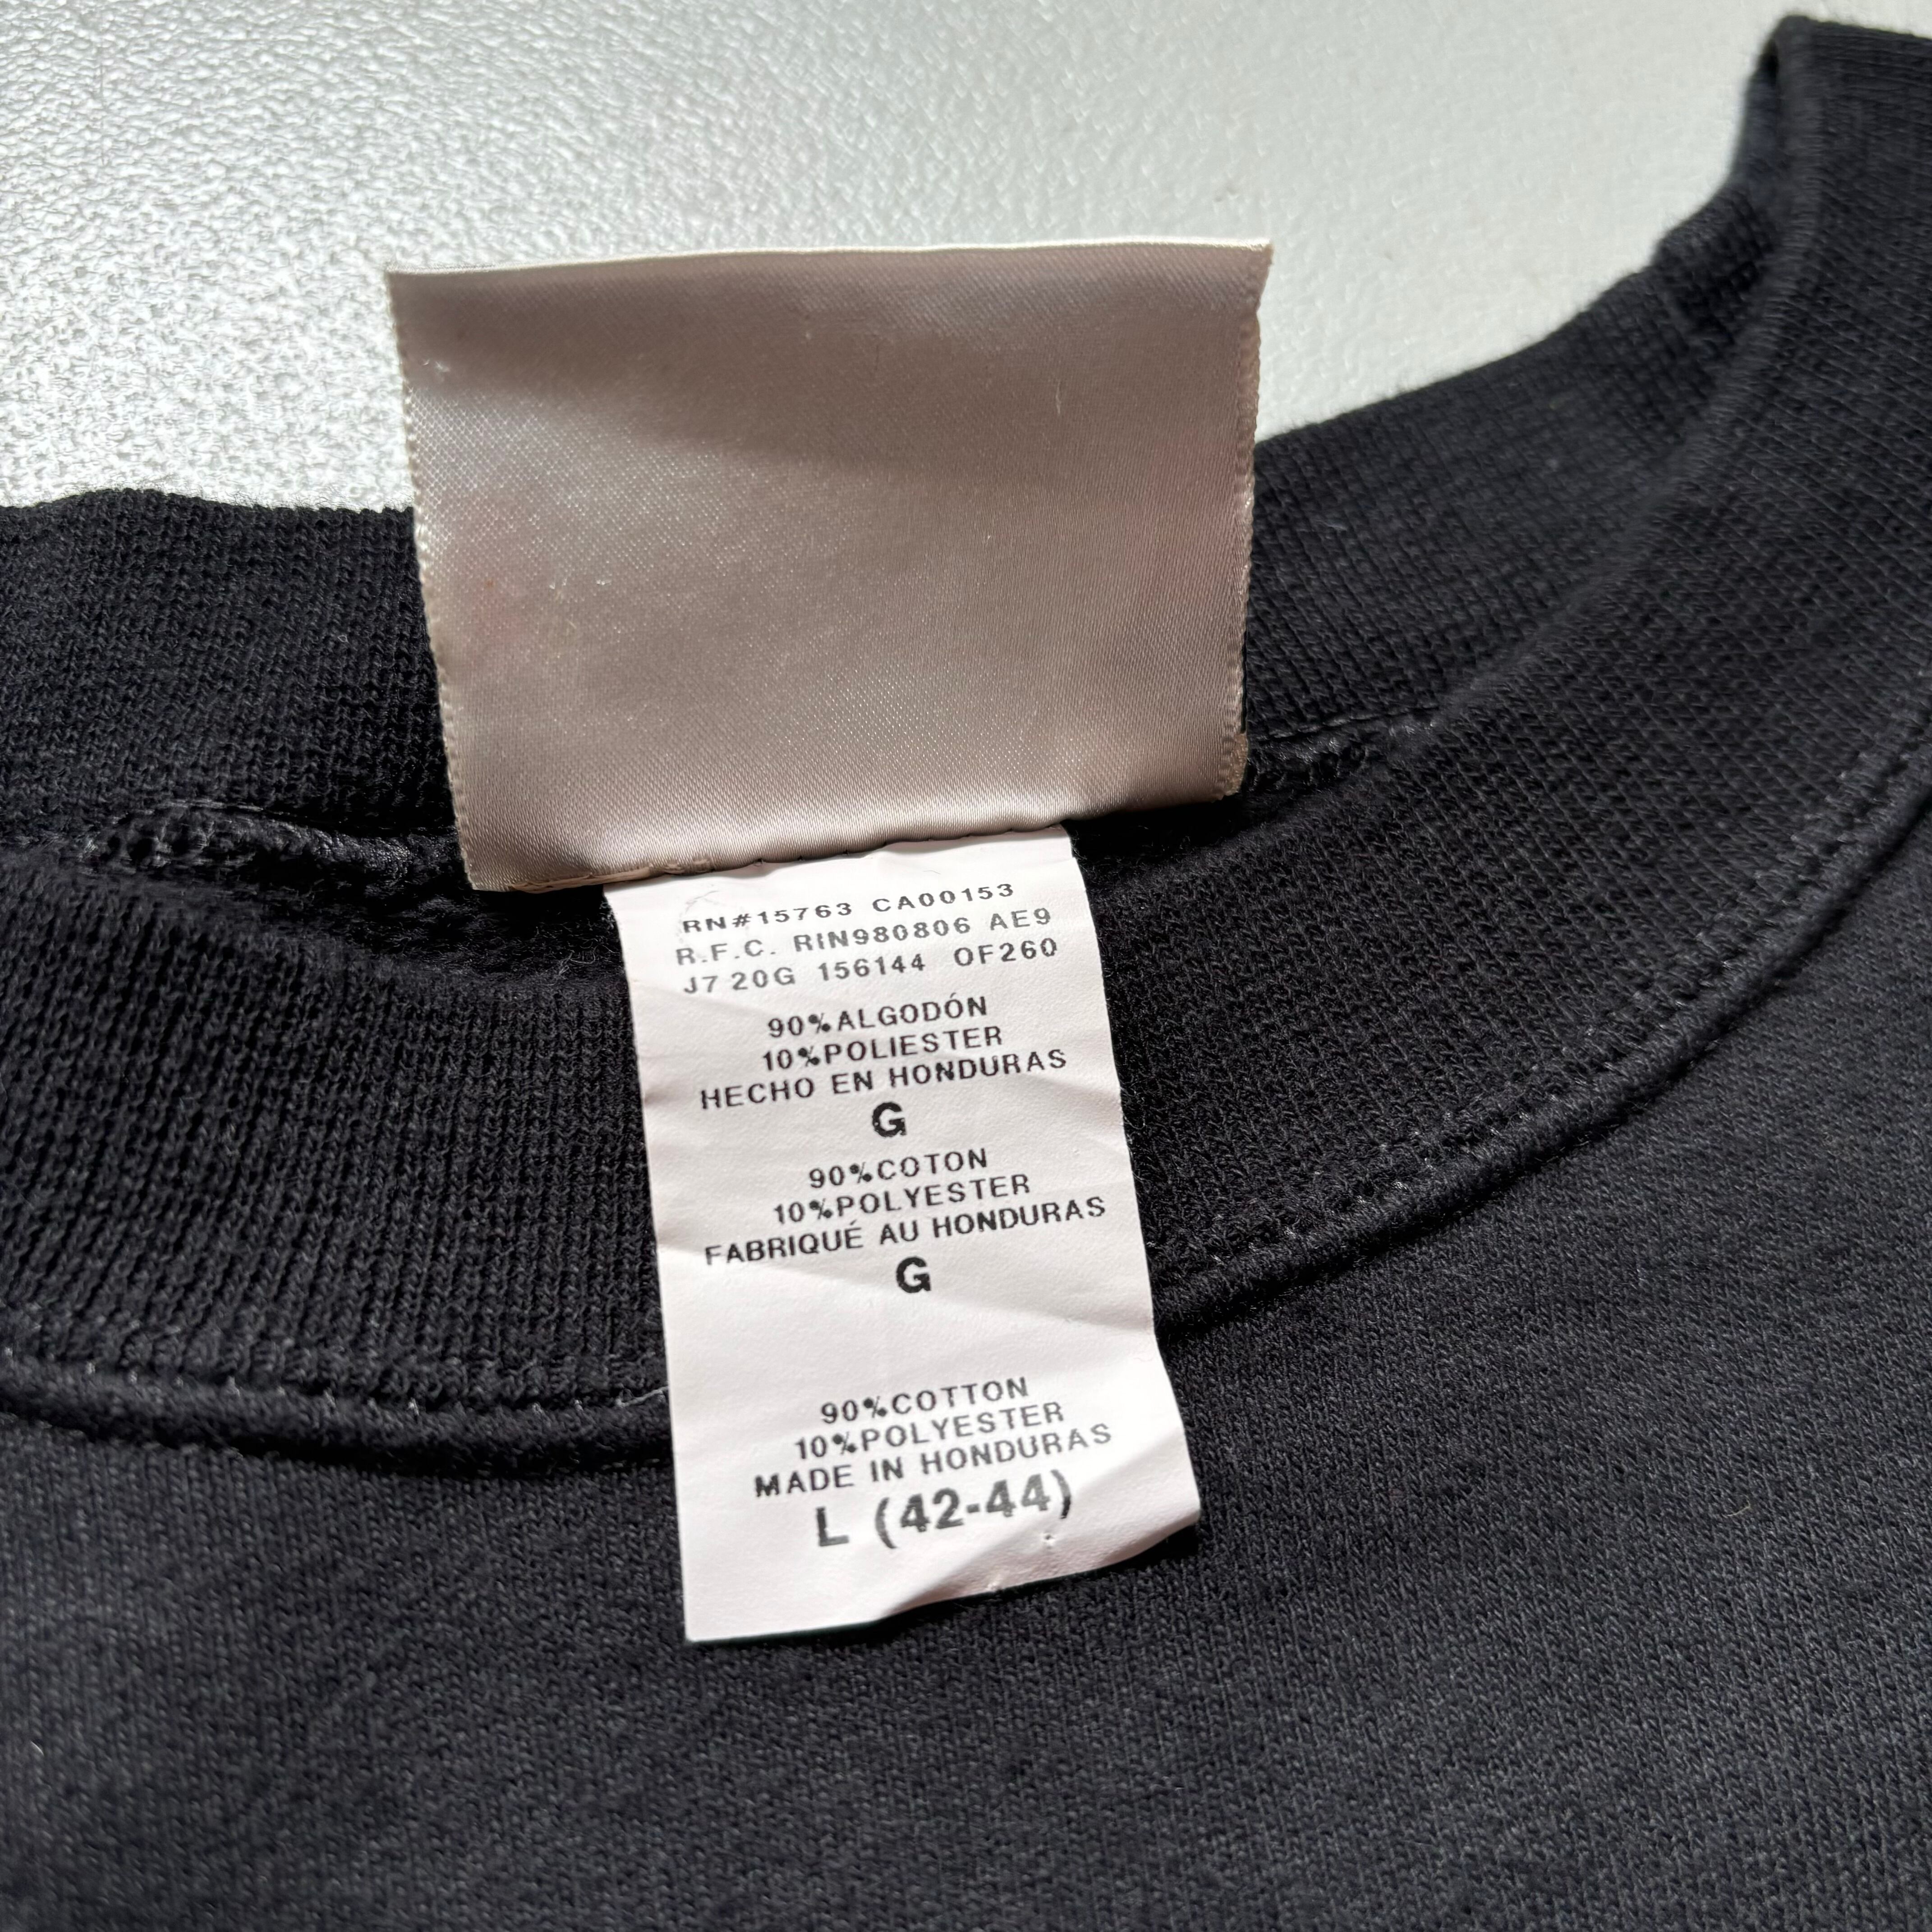 RN#15763 CA00153
R.F.C. RIN980806 AE9
J7 20G 156144 OF260
90%ALGODÓN
10%POLIESTER
HECHO EN HONDURAS
G
90%COTON
10%POLYESTER
FABRIQUÉ AU HONDURAS
G
90%COTTON
10%POLYESTER
MADE IN HONDURAS
L (42-44)